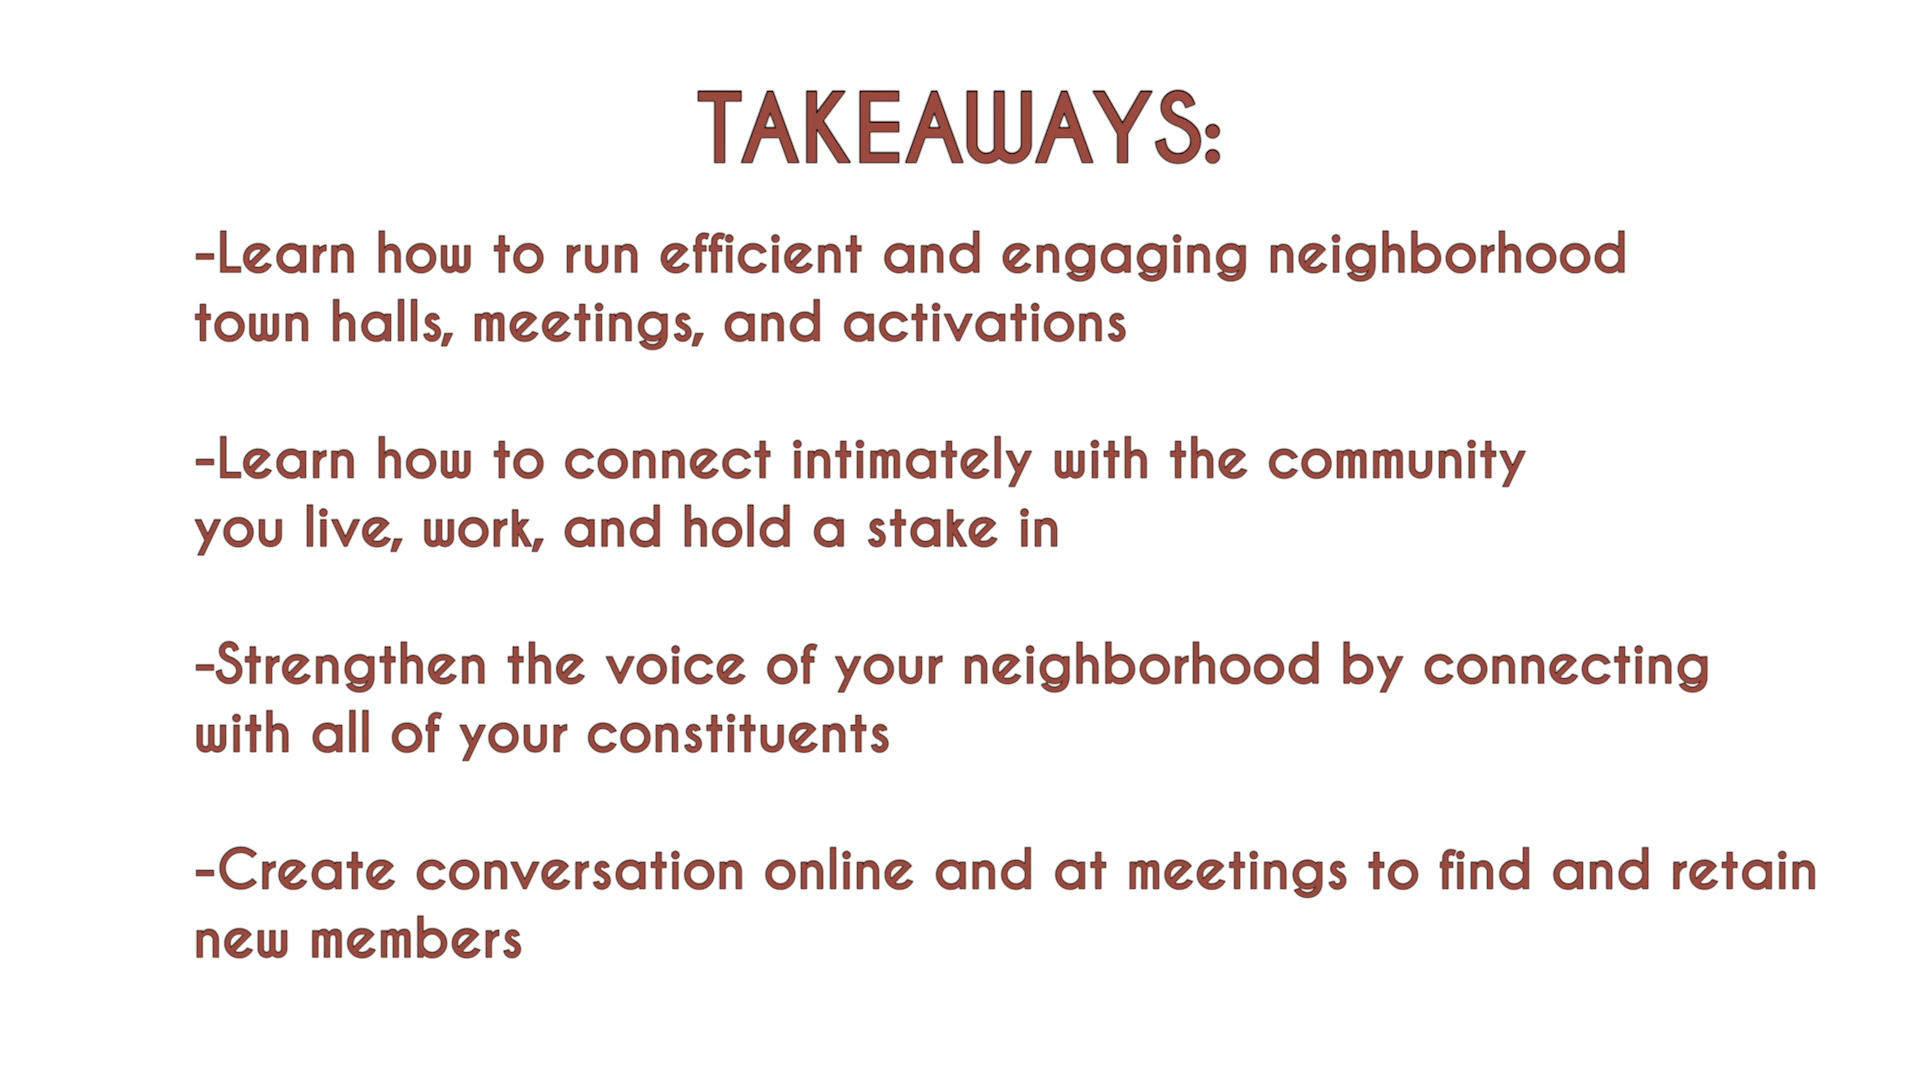 TAKEAWAYS:
-Learn how to run efficient and engaging neighborhood
town halls, meetings, and activations
-Learn how to connect intimately with the community
you live, work, and hold a stake in
-Strengthen the voice of your neighborhood by connecting
with all of your constituents
-Create conversation online and at meetings to find and retain
new members